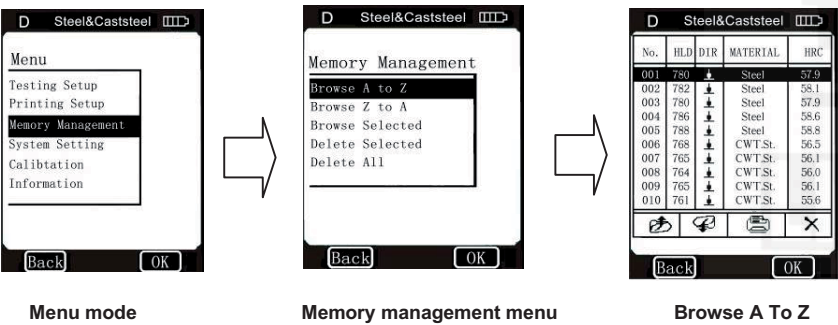 D Steel&Caststeel
Menu
Testing Setup
Printing Setup
Memory Management
System Setting
Calibtation
Information
Back OK
Menu mode
D Steel&Caststeel
Memory Management
Browse A to Z
Browse Z to A
Browse Selected
Delete Selected
Delete All
Back OK
Memory management menu
D Steel&Caststeel
No. HLD DIR MATERIAL HRC
001 780 Steel 57.9
002 782 Steel 58.1
003 780 Steel 57.9
004 786 Steel 58.6
005 788 Steel 58.8
006 768 CWT.St. 56.5
007 765 CWT.St. 56.1
008 764 CWT.St. 56.0
009 765 CWT.St. 56.1
010 761 CWT.St. 55.6
Back OK
Browse A To Z